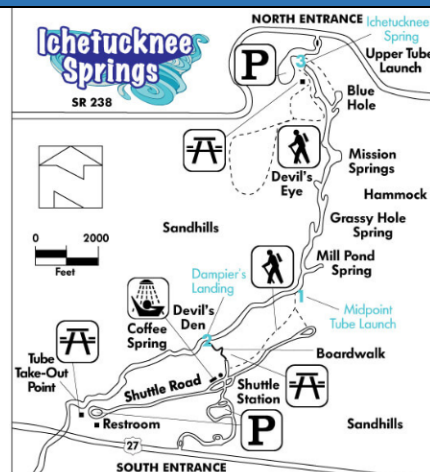 NORTH ENTRANCE
Ichetucknee
Spring
Ichetucknee
Springs
SR 238
P
3
Upper Tube
Launch
Blue
Hole
Devil's
Eye
Mission
Springs
Hammock
Grassy Hole
Spring
Sandhills
Mill Pond
Spring
N
0 2000
Feet
Dampier's
Landing
1
Midpoint
Tube Launch
Devil's
Den
Coffee
Spring
2
Boardwalk
Tube
Take-Out
Point
Shuttle Road
Shuttle
Station
Restroom
P
Sandhills
27
SOUTH ENTRANCE